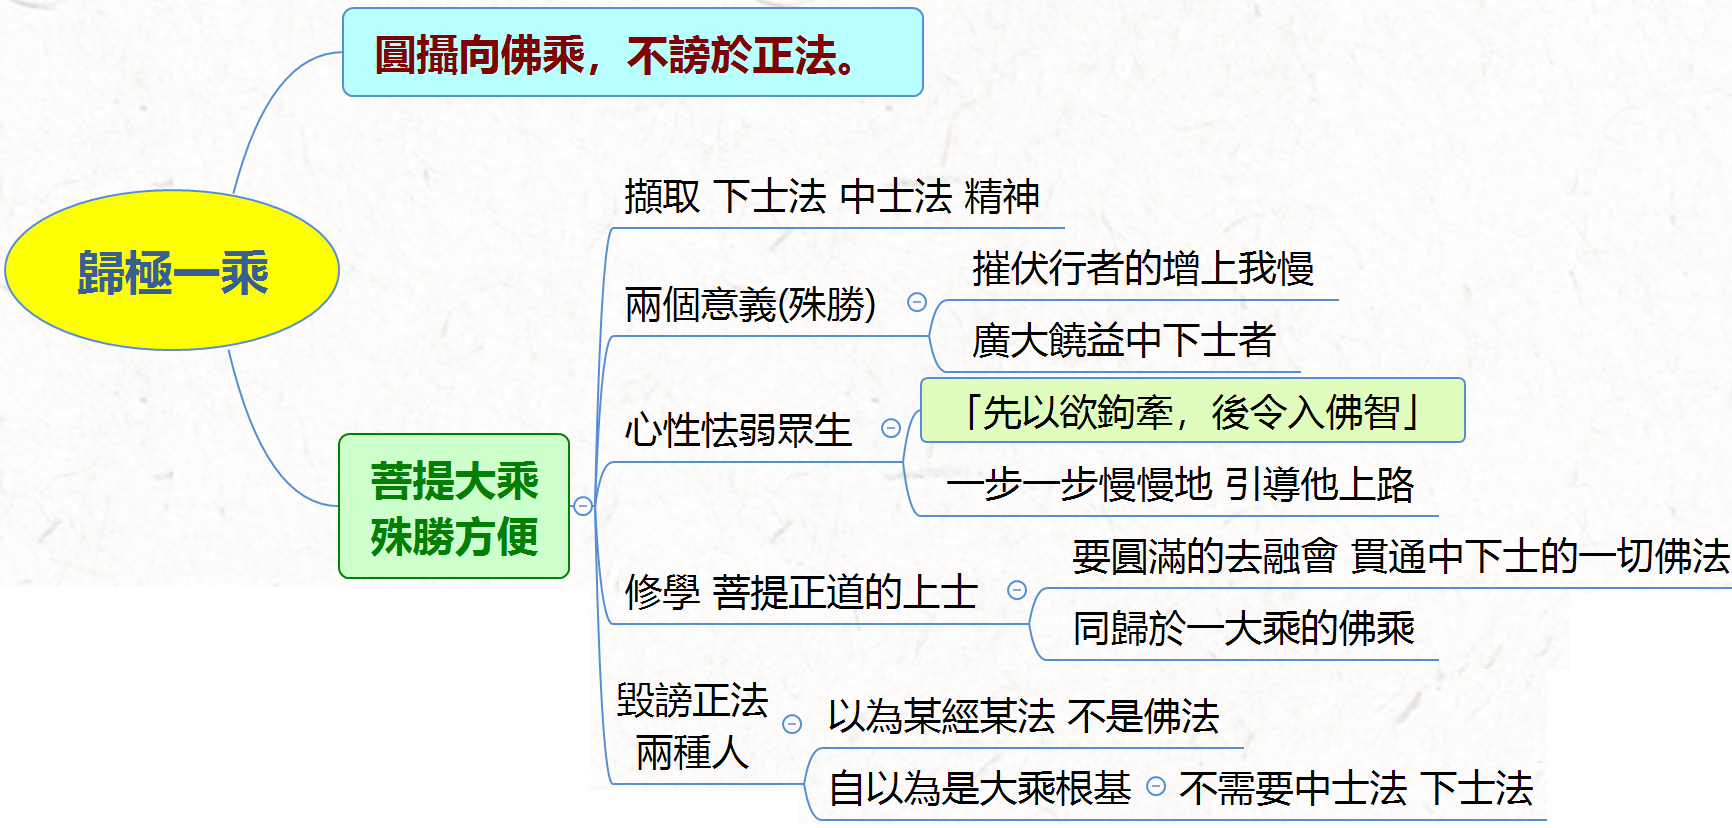 圓攝向佛乘，不謗於正法。
歸極一乘
菩提大乘
殊勝方便
擷取 下士法 中士法 精神
兩個意義(殊勝)
摧伏行者的增上我慢
廣大饒益中下士者
心性怯弱眾生
「先以欲鉤牽，後令入佛智」
一步一步慢慢地 引導他上路
修學 菩提正道的上士
要圓滿的去融會 貫通中下士的一切佛法
同歸於一大乘的佛乘
毀謗正法
兩種人
以為某經某法 不是佛法
自以為是大乘根基
不需要中士法 下士法